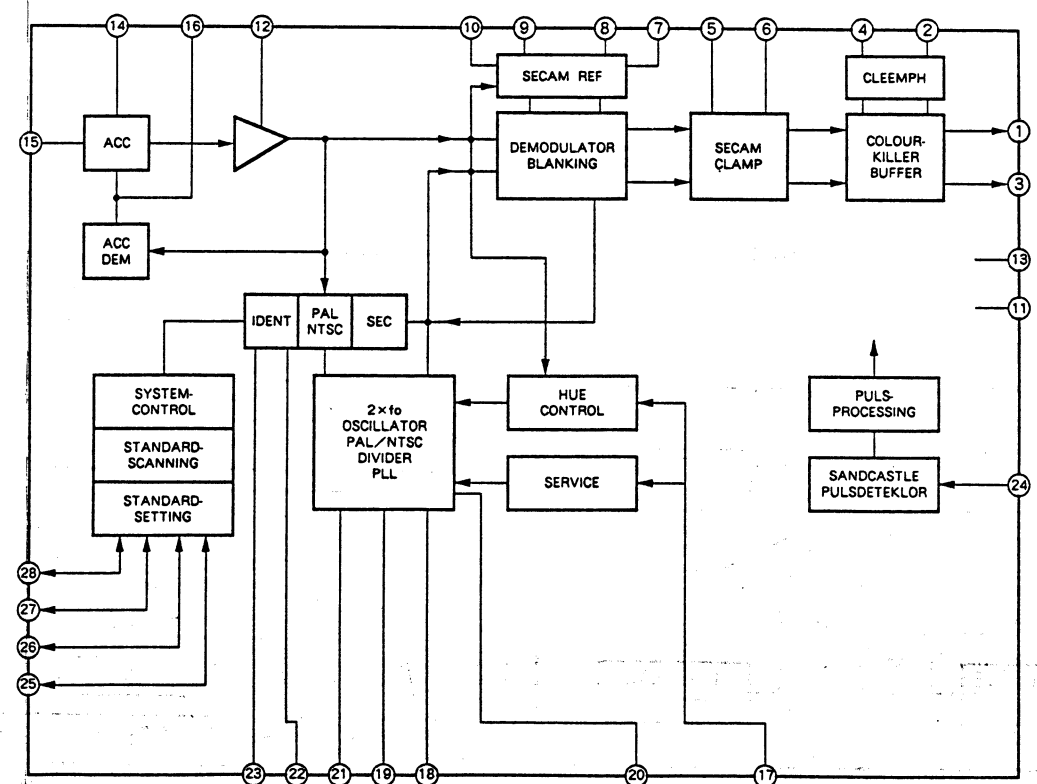 14
16
12
10
9
8
7
5
6
4
2
SECAM REF
CLEEMPH
15
ACC
DEMODULATOR
BLANKING
SECAM
CLAMP
COLOUR-
KILLER
BUFFER
1
3
ACC
DEM
13
IDENT
PAL
NTSC
SEC
11
SYSTEM-
CONTROL
STANDARD-
SCANNING
STANDARD-
SETTING
2×fo
OSCILLATOR
PAL/NTSC
DIVIDER
PLL
HUE
CONTROL
SERVICE
PULS-
PROCESSING
SANDCASTLE
PULSDETEKLOR
24
28
27
26
25
23
22
21
19
18
20
17